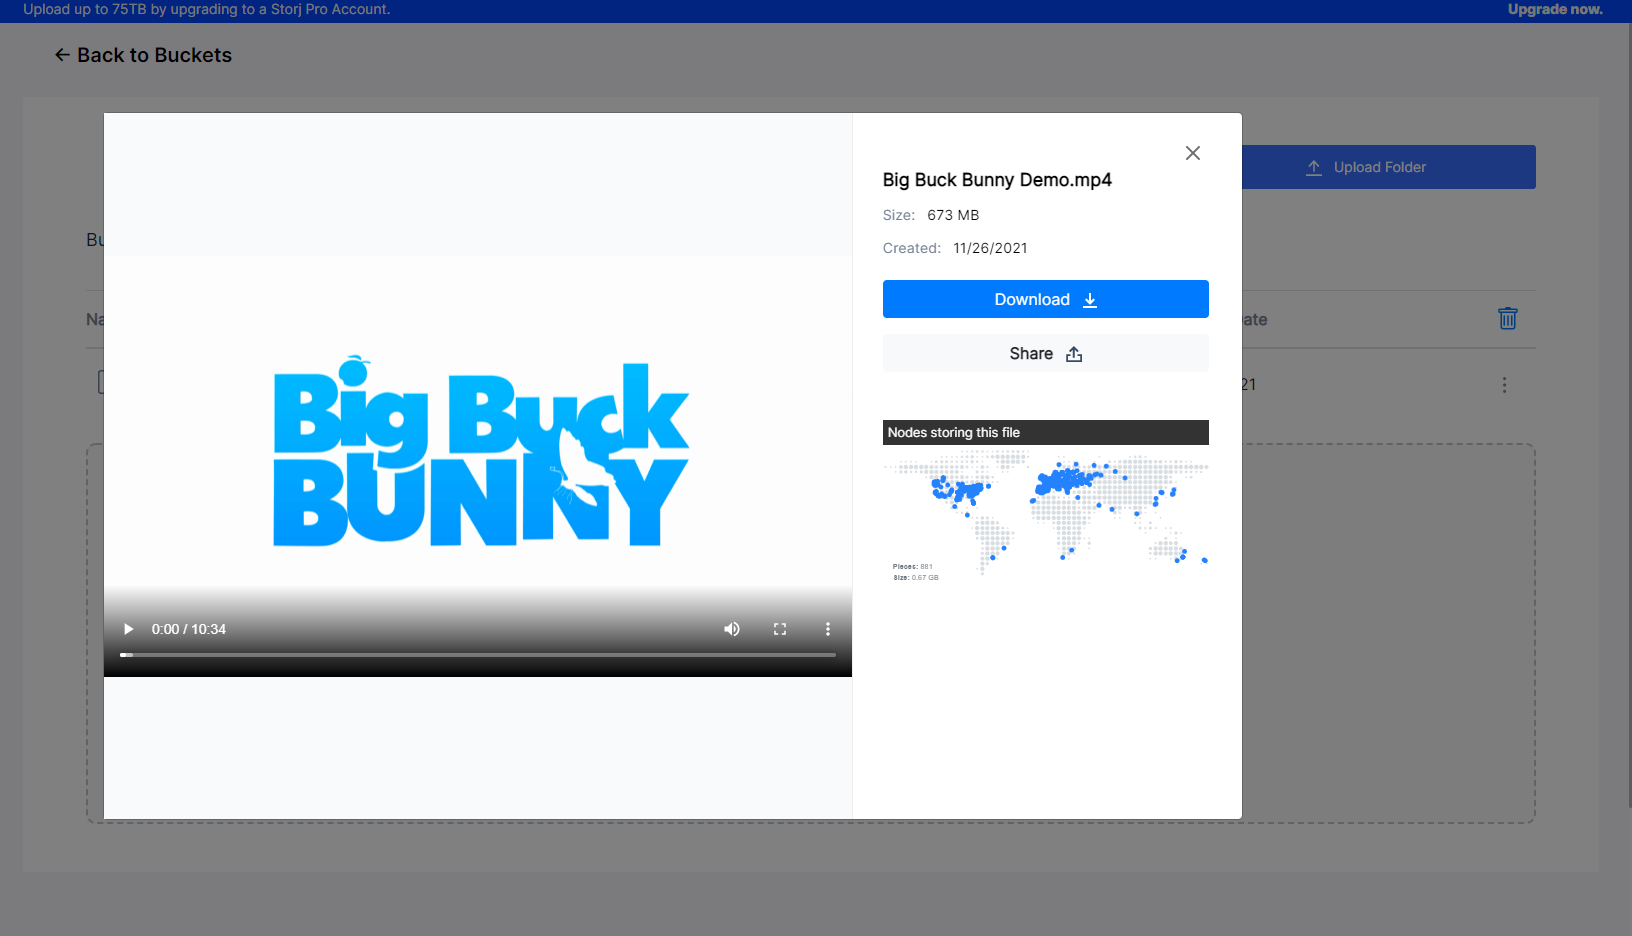 Upload up to 75TB by upgrading to a Storj Pro Account.
Upgrade now.
Back to Buckets
Upload Folder
Big Buck Bunny Demo.mp4
Size: 673 MB
Created: 11/26/2021
Download
Share
Nodes storing this file
Pieces: 881
Size: 0.67 GB
Big Buck
BUNNY
0:00 / 10:34
Bu
Na
ate
21